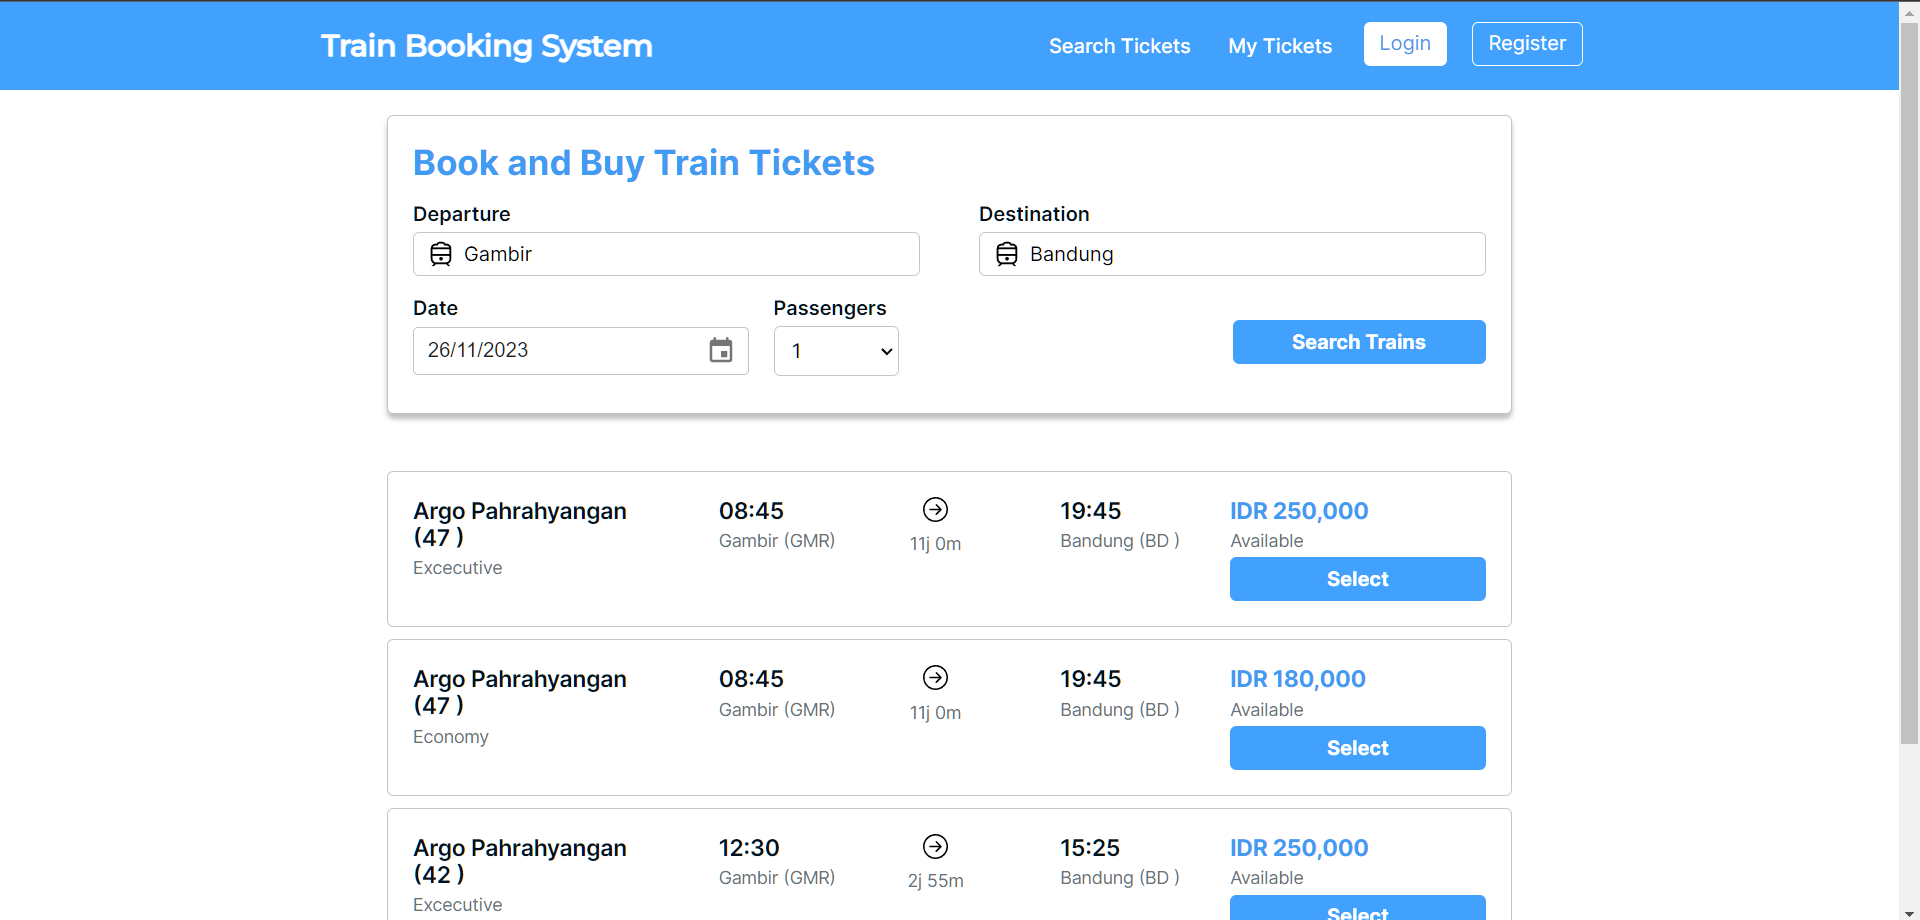 Train Booking System
Search Tickets
My Tickets
Login
Register
Book and Buy Train Tickets
Departure
Destination
Gambir
Bandung
Date
Passengers
26/11/2023
1
Search Trains
Argo Pahrahyangan
(47 )
Excecutive
08:45
Gambir (GMR)
11j 0m
19:45
Bandung (BD )
IDR 250,000
Available
Select
Argo Pahrahyangan
(47 )
Economy
08:45
Gambir (GMR)
11j 0m
19:45
Bandung (BD )
IDR 180,000
Available
Select
Argo Pahrahyangan
(42 )
Excecutive
12:30
Gambir (GMR)
2j 55m
15:25
Bandung (BD )
IDR 250,000
Available
Select